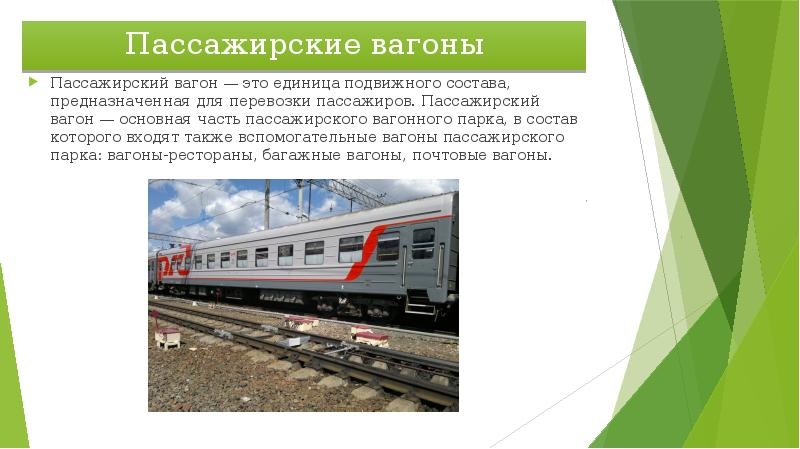 Пассажирские вагоны
Пассажирский вагон — это единица подвижного состава,
предназначенная для перевозки пассажиров. Пассажирский
вагон — основная часть пассажирского вагонного парка, в состав
которого входят также вспомогательные вагоны пассажирского
парка: вагоны-рестораны, багажные вагоны, почтовые вагоны.